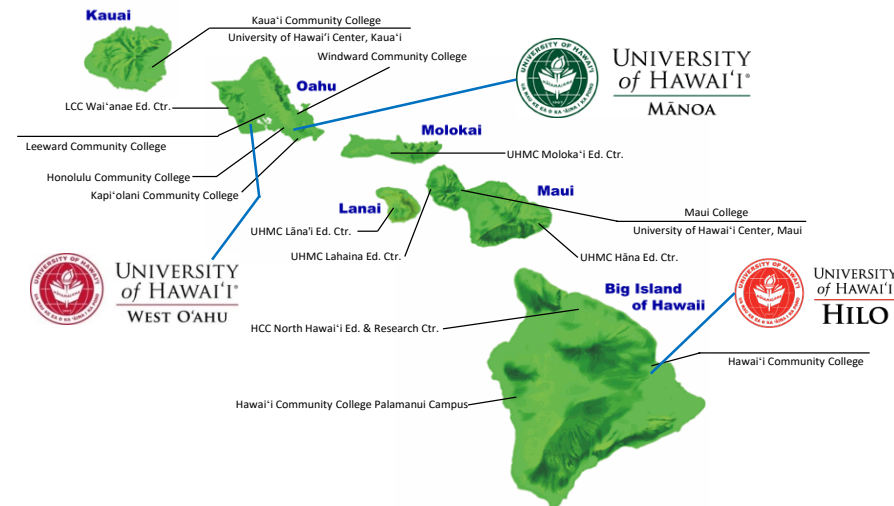 Kauai
Kauaʻi Community College
University of Hawaiʻi Center, Kauaʻi
Windward Community College
Oahu
UNIVERSITY
of HAWAIʻI®
MĀNOA
LCC Waiʻanae Ed. Ctr.
Leeward Community College
Honolulu Community College
Kapiʻolani Community College
Molokai
UHMC Molokaʻi Ed. Ctr.
Maui
Lanai
Maui College
University of Hawaiʻi Center, Maui
UHMC Lānaʻi Ed. Ctr.
UHMC Lahaina Ed. Ctr.
UHMC Hāna Ed. Ctr.
UNIVERSITY
of HAWAIʻI®
WEST OʻAHU
Big Island
of Hawaii
UNIVERSITY
of HAWAIʻI
HILO
HCC North Hawaiʻi Ed. & Research Ctr.
Hawaiʻi Community College
Hawaiʻi Community College Palamanui Campus